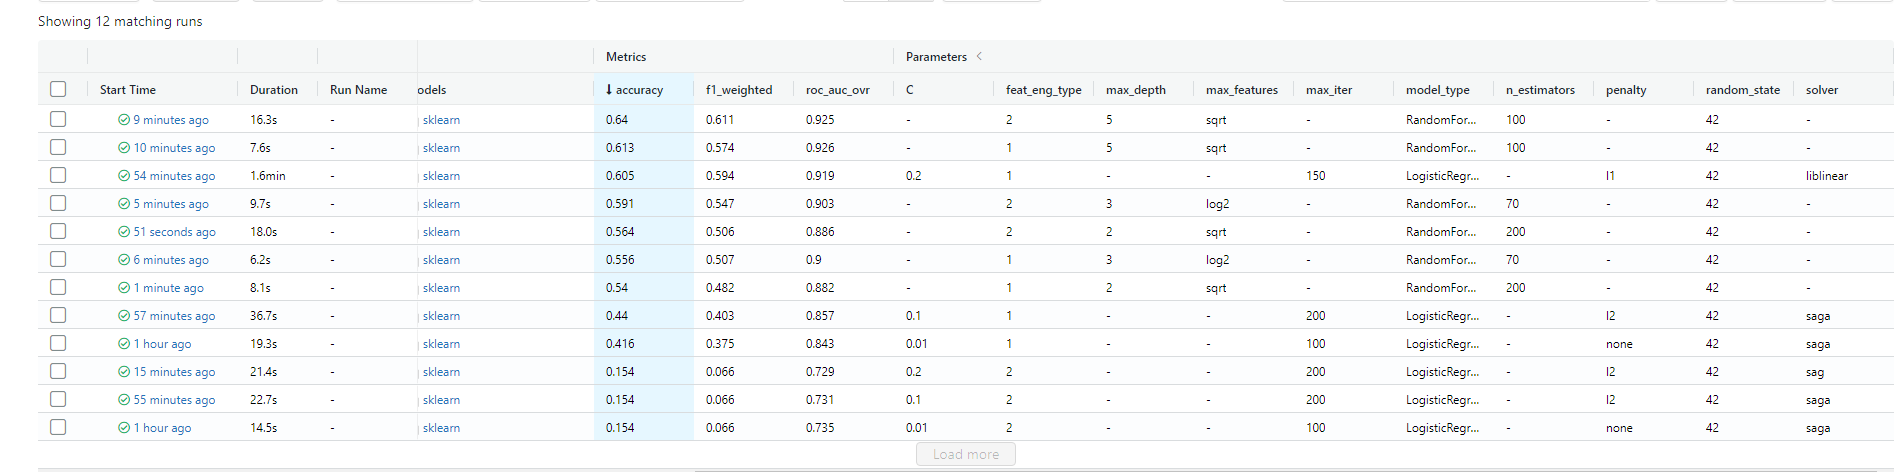 Showing 12 matching runs
Metrics Parameters
Start Time Duration Run Name odels ↓ accuracy f1_weighted roc_auc_ovr C feat_eng_type max_depth max_features max_iter model_type n_estimators penalty random_state solver
9 minutes ago 16.3s - sklearn 0.64 0.611 0.925 - 2 5 sqrt - RandomFor... 100 - 42 -
10 minutes ago 7.6s - sklearn 0.613 0.574 0.926 - 1 5 sqrt - RandomFor... 100 - 42 -
54 minutes ago 1.6min - sklearn 0.605 0.594 0.919 0.2 1 - - 150 LogisticRegr... - l1 42 liblinear
5 minutes ago 9.7s - sklearn 0.591 0.547 0.903 - 2 3 log2 - RandomFor... 70 - 42 -
51 seconds ago 18.0s - sklearn 0.564 0.506 0.886 - 2 2 sqrt - RandomFor... 200 - 42 -
6 minutes ago 6.2s - sklearn 0.556 0.507 0.9 - 1 3 log2 - RandomFor... 70 - 42 -
1 minute ago 8.1s - sklearn 0.54 0.482 0.882 - 1 2 sqrt - RandomFor... 200 - 42 -
57 minutes ago 36.7s - sklearn 0.44 0.403 0.857 0.1 1 - - 200 LogisticRegr... - l2 42 saga
1 hour ago 19.3s - sklearn 0.416 0.375 0.843 0.01 1 - - 100 LogisticRegr... - none 42 saga
15 minutes ago 21.4s - sklearn 0.154 0.066 0.729 0.2 2 - - 200 LogisticRegr... - l2 42 sag
55 minutes ago 22.7s - sklearn 0.154 0.066 0.731 0.1 2 - - 200 LogisticRegr... - l2 42 saga
1 hour ago 14.5s - sklearn 0.154 0.066 0.735 0.01 2 - - 100 LogisticRegr... - none 42 saga
Load more